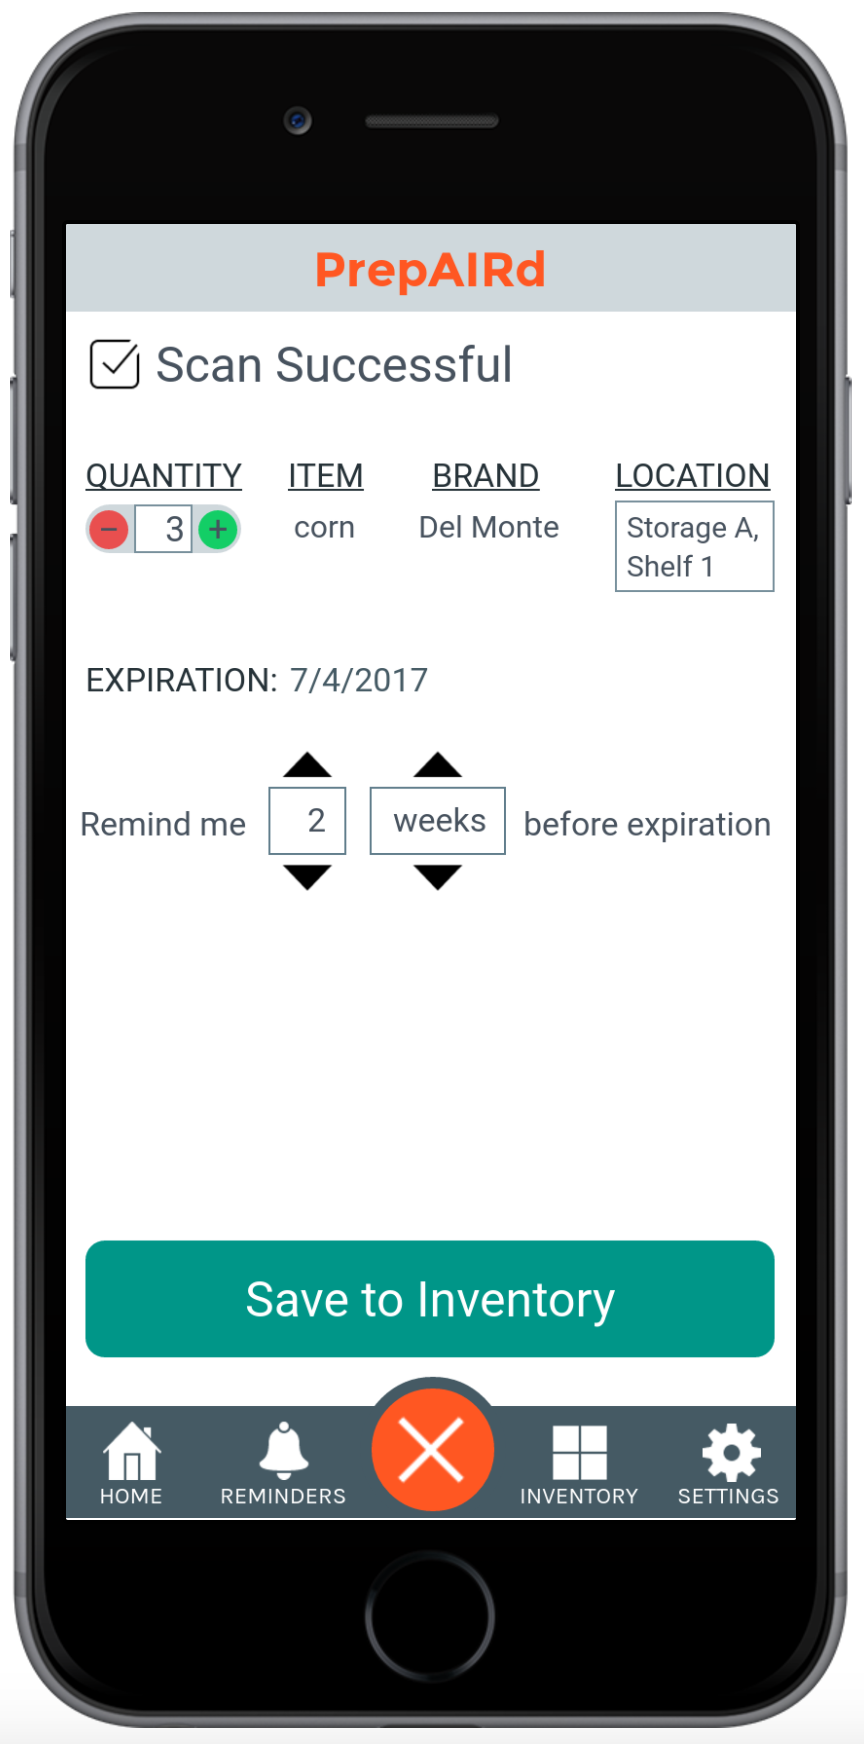 PrepAIRd
Scan Successful
QUANTITY ITEM BRAND LOCATION
− 3 + corn Del Monte Storage A,
Shelf 1
EXPIRATION: 7/4/2017
Remind me 2 weeks before expiration
Save to Inventory
HOME REMINDERS INVENTORY SETTINGS